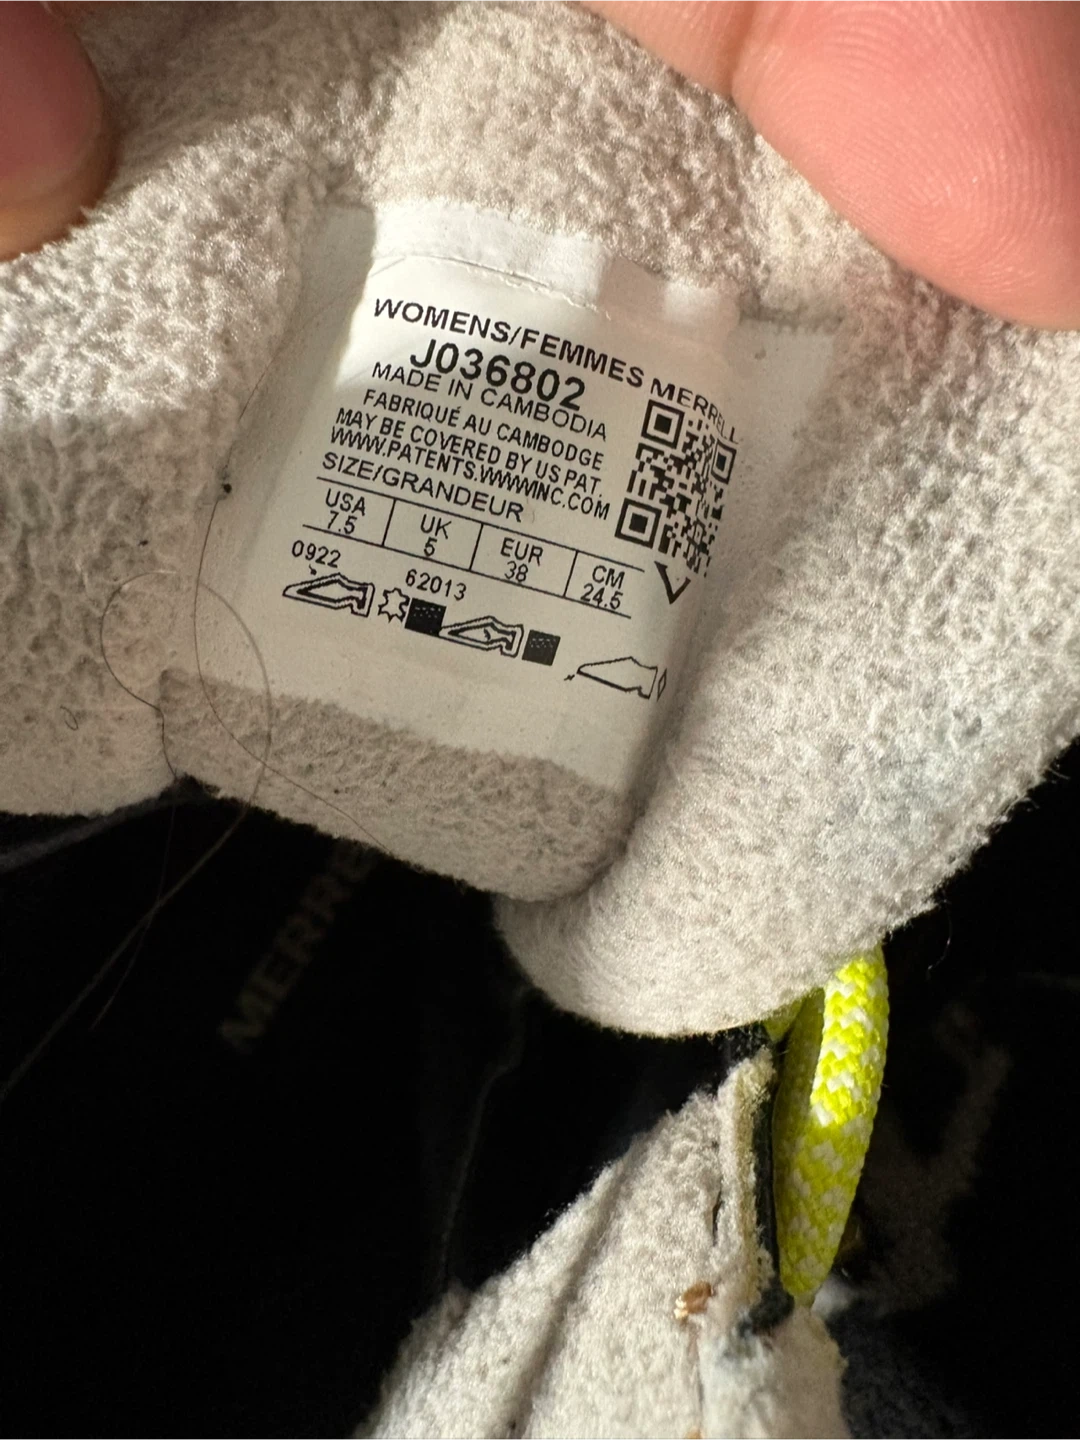 WOMENS/FEMMES
J036802
MADE IN CAMBODIA
FABRIQUÉ AU CAMBODGE
MAY BE COVERED BY US PAT.
WWW.PATENTS.WWWINC.COM
SIZE/GRANDEUR
USA UK EUR CM
7.5 5 38 24.5
0922 62013
MERRELL
MERRE